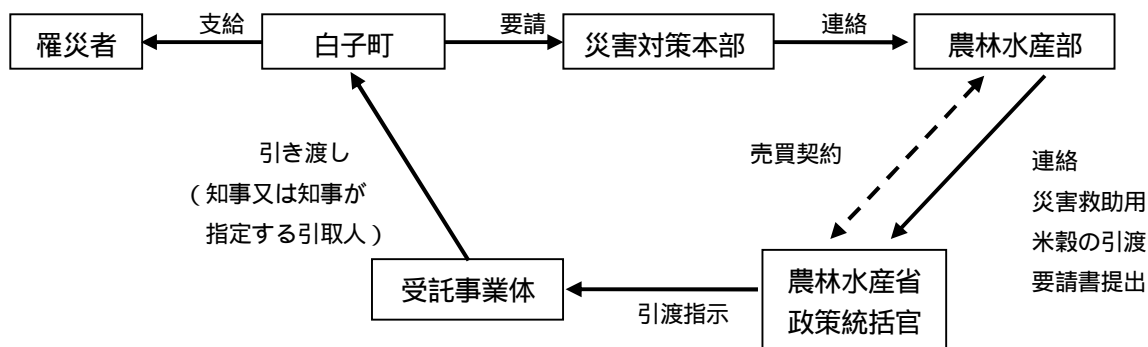 支給
要請
連絡
罹災者
白子町
災害対策本部
農林水産部
引き渡し
(知事又は知事が
指定する引取人)
売買契約
連絡
災害救助用
米穀の引渡
要請書提出
受託事業体
引渡指示
農林水産省
政策統括官